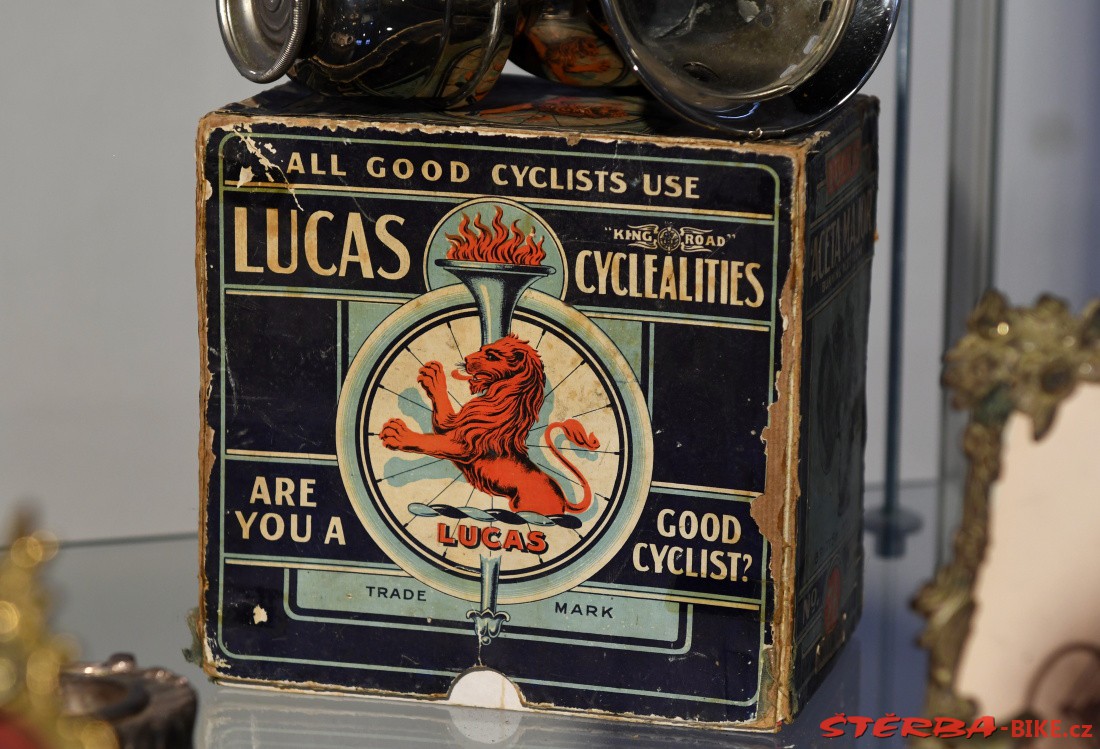 ALL GOOD CYCLISTS USE
LUCAS
"KING ROAD"
CYCLEALITIES
LUCAS
ARE
YOU A
GOOD
CYCLIST?
TRADE MARK
NO.
ŠTĚRBA-BIKE.cz